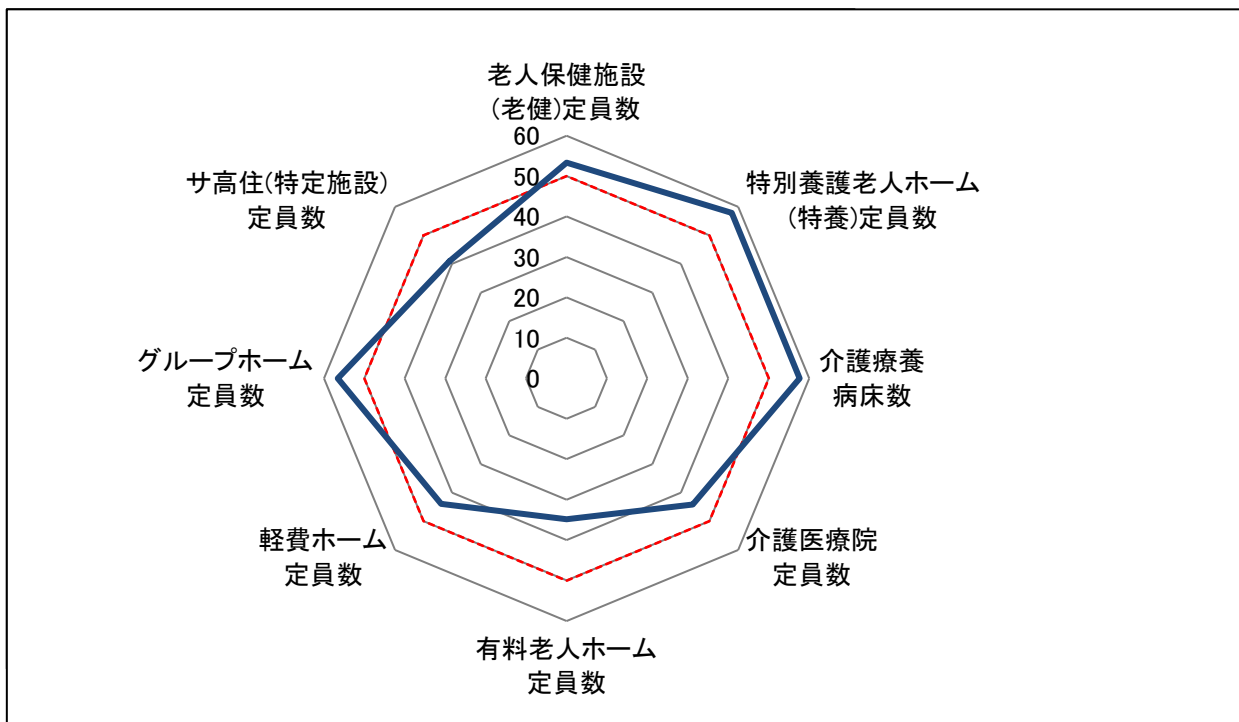 老人保健施設
(老健)定員数
特別養護老人ホーム
(特養)定員数
介護療養
病床数
介護医療院
定員数
有料老人ホーム
定員数
軽費ホーム
定員数
グループホーム
定員数
サ高住(特定施設)
定員数
60
50
40
30
20
10
0